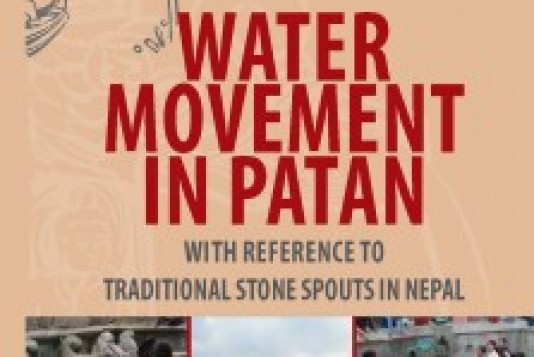 WATER
MOVEMENT
IN PATAN
WITH REFERENCE TO
TRADITIONAL STONE SPOUTS IN NEPAL